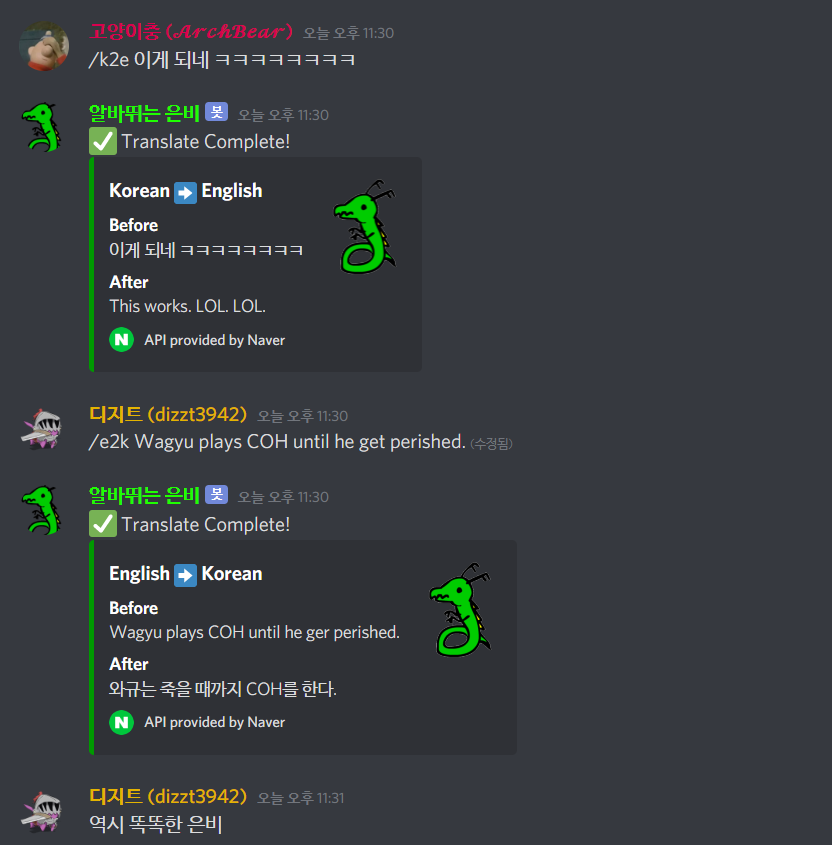 고양이충 (𝓐𝓻𝓬𝓱𝓑𝓮𝓪𝓻) 오늘 오후 11:30
/k2e 이게 되네 ㅋㅋㅋㅋㅋㅋㅋㅋ
알바뛰는 은비 봇 오늘 오후 11:30
✅ Translate Complete!
Korean ➡ English
Before
이게 되네 ㅋㅋㅋㅋㅋㅋㅋㅋ
After
This works. LOL. LOL.
N API provided by Naver
디지트 (dizzt3942) 오늘 오후 11:30
/e2k Wagyu plays COH until he get perished. (수정됨)
알바뛰는 은비 봇 오늘 오후 11:30
✅ Translate Complete!
English ➡ Korean
Before
Wagyu plays COH until he ger perished.
After
와규는 죽을 때까지 COH를 한다.
N API provided by Naver
디지트 (dizzt3942) 오늘 오후 11:31
역시 똑똑한 은비